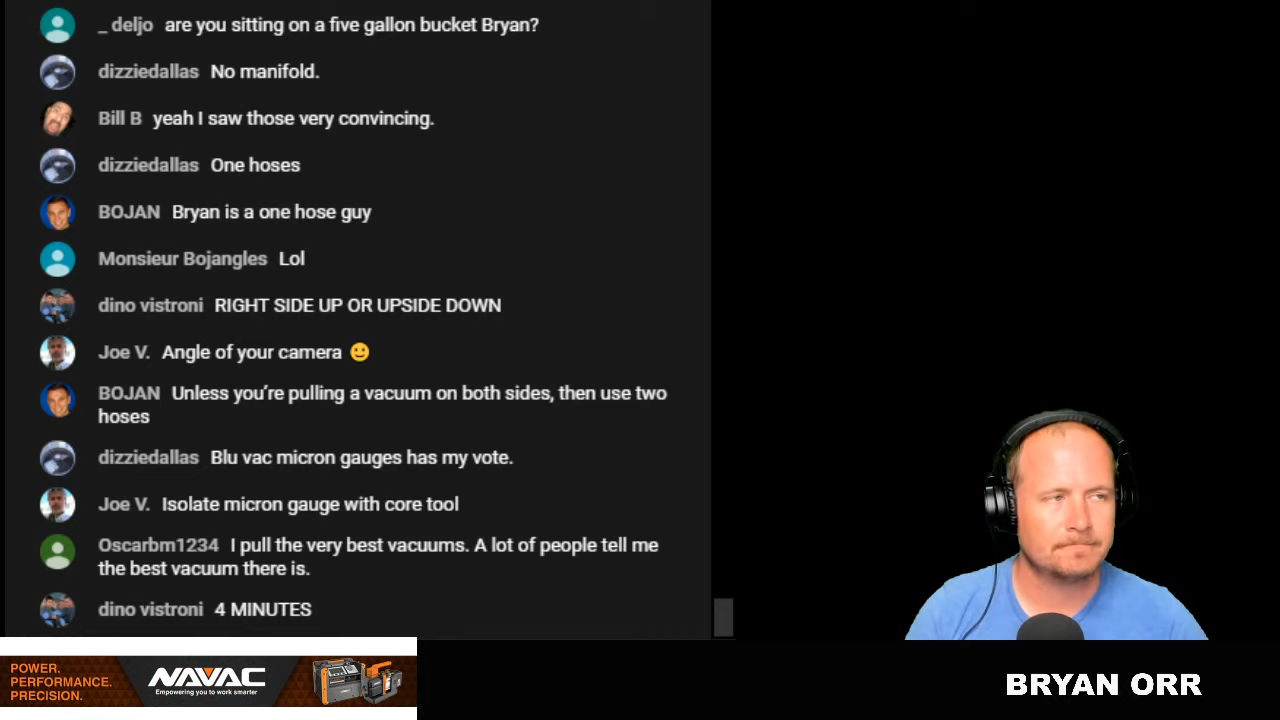 _ deljo are you sitting on a five gallon bucket Bryan?
dizziedallas No manifold.
Bill B yeah I saw those very convincing.
dizziedallas One hoses
BOJAN Bryan is a one hose guy
Monsieur Bojangles Lol
dino vistroni RIGHT SIDE UP OR UPSIDE DOWN
Joe V. Angle of your camera 🙂
BOJAN Unless you’re pulling a vacuum on both sides, then use two
hoses
dizziedallas Blu vac micron gauges has my vote.
Joe V. Isolate micron gauge with core tool
Oscarbm1234 I pull the very best vacuums. A lot of people tell me
the best vacuum there is.
dino vistroni 4 MINUTES
POWER.
PERFORMANCE.
PRECISION.
NAVAC
Empowering you to work smarter
BRYAN ORR